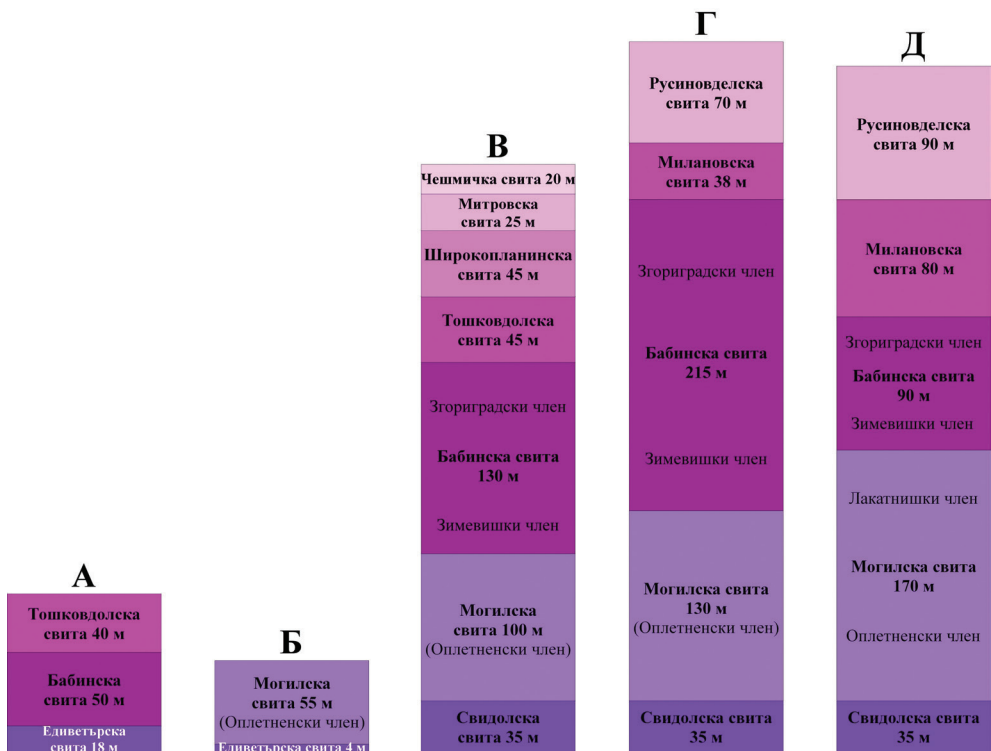 А
Тошковдолска
свита 40 м
Бабинска
свита 50 м
Едиветърска
свита 18 м
Б
Могилска
свита 55 м
(Оплетненски член)
Едиветърска свита 4 м
В
Чешмичка свита 20 м
Митровска
свита 25 м
Широкопланинска
свита 45 м
Тошковдолска
свита 45 м
Згориградски член
Бабинска свита
130 м
Зимевишки член
Могилска
свита 100 м
(Оплетненски член)
Свидолска
свита 35 м
Г
Русиновделска
свита 70 м
Милановска
свита 38 м
Згориградски член
Бабинска свита
215 м
Зимевишки член
Могилска свита
130 м
(Оплетненски член)
Свидолска свита
35 м
Д
Русиновделска
свита 90 м
Милановска
свита 80 м
Згориградски член
Бабинска свита
90 м
Зимевишки член
Лакатнишки член
Могилска свита
170 м
Оплетненски член
Свидолска свита
35 м